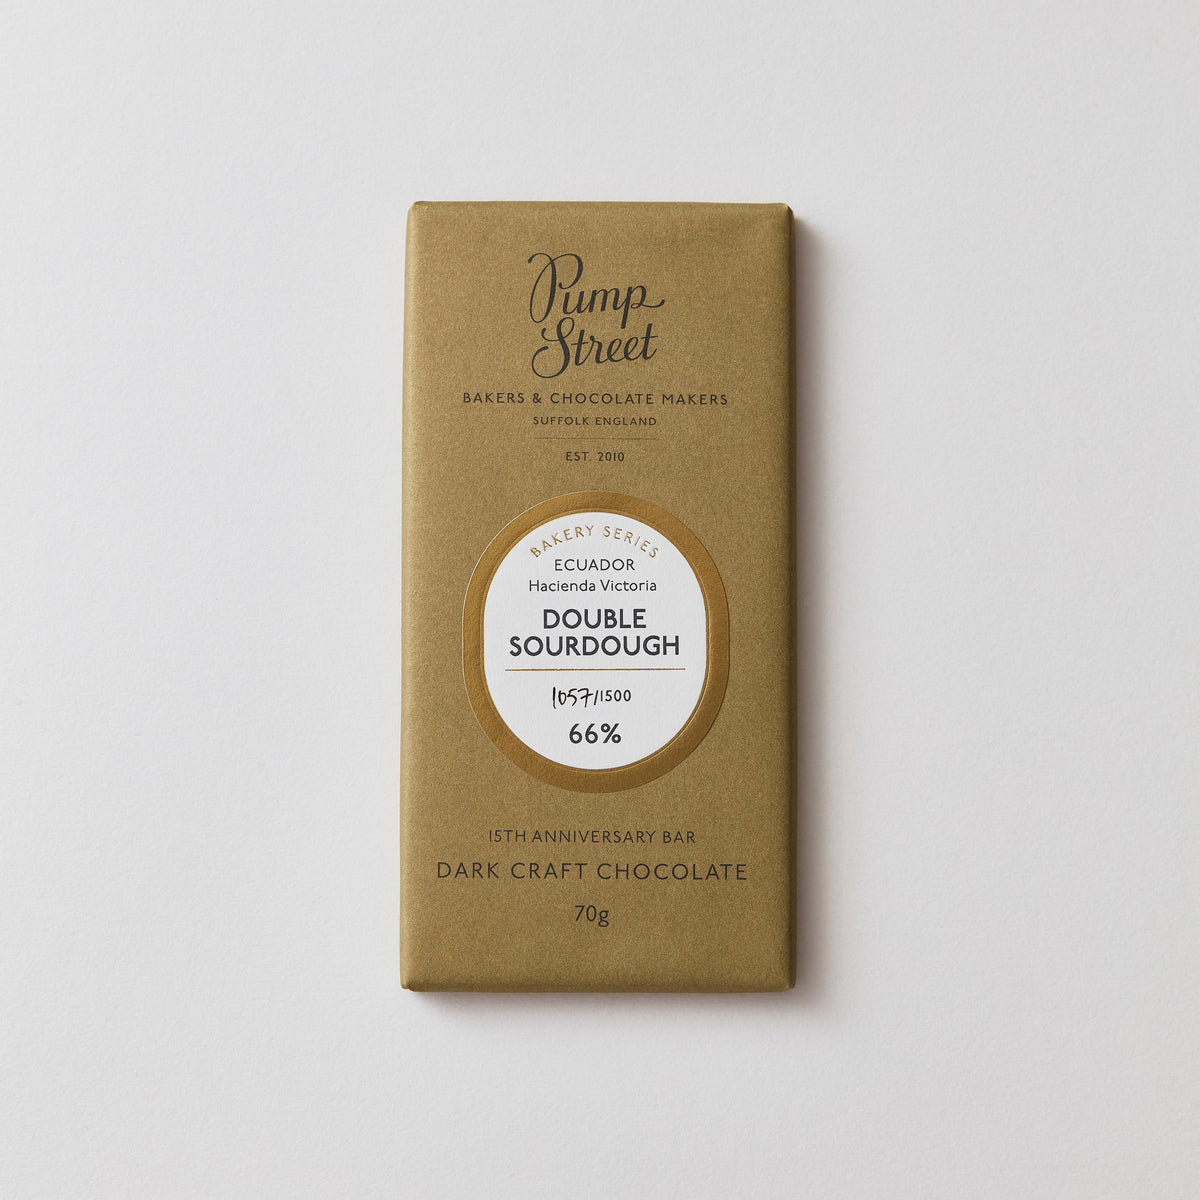 Pump
Street
BAKERS & CHOCOLATE MAKERS
SUFFOLK ENGLAND
EST. 2010
BAKERY SERIES
ECUADOR
Hacienda Victoria
DOUBLE
SOURDOUGH
1057/1500
66%
15TH ANNIVERSARY BAR
DARK CRAFT CHOCOLATE
70g